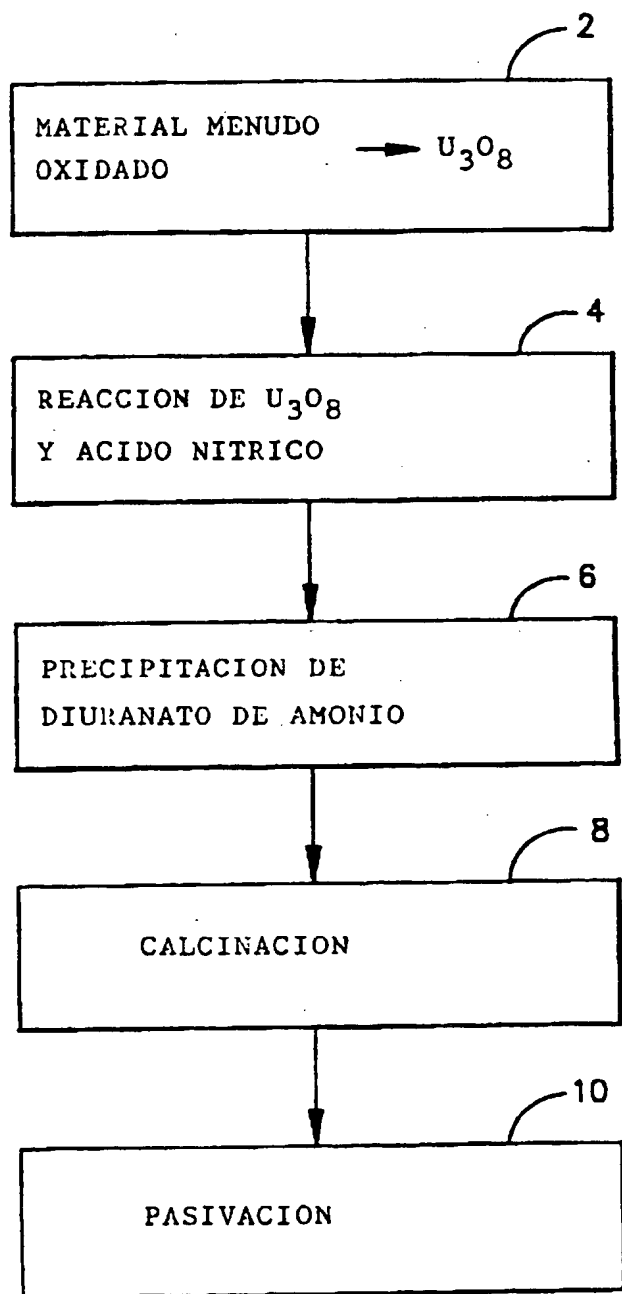 2
MATERIAL MENUDO → U₃O₈
OXIDADO
4
REACCION DE U₃O₈
Y ACIDO NITRICO
6
PRECIPITACION DE
DIURANATO DE AMONIO
8
CALCINACION
10
PASIVACION